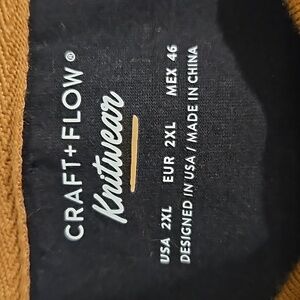 CRAFT+FLOW®
Knitwear
USA 2XL EUR 2XL MEX 46
DESIGNED IN USA / MADE IN CHINA